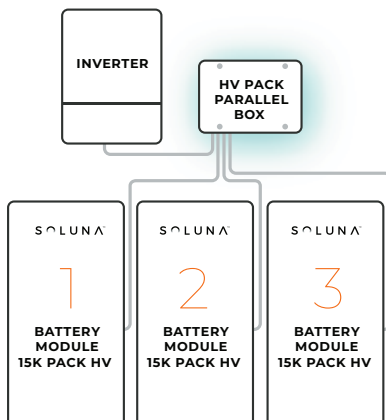 INVERTER
HV PACK
PARALLEL
BOX
SOLUNA
1
BATTERY
MODULE
15K PACK HV
SOLUNA
2
BATTERY
MODULE
15K PACK HV
SOLUNA
3
BATTERY
MODULE
15K PACK HV